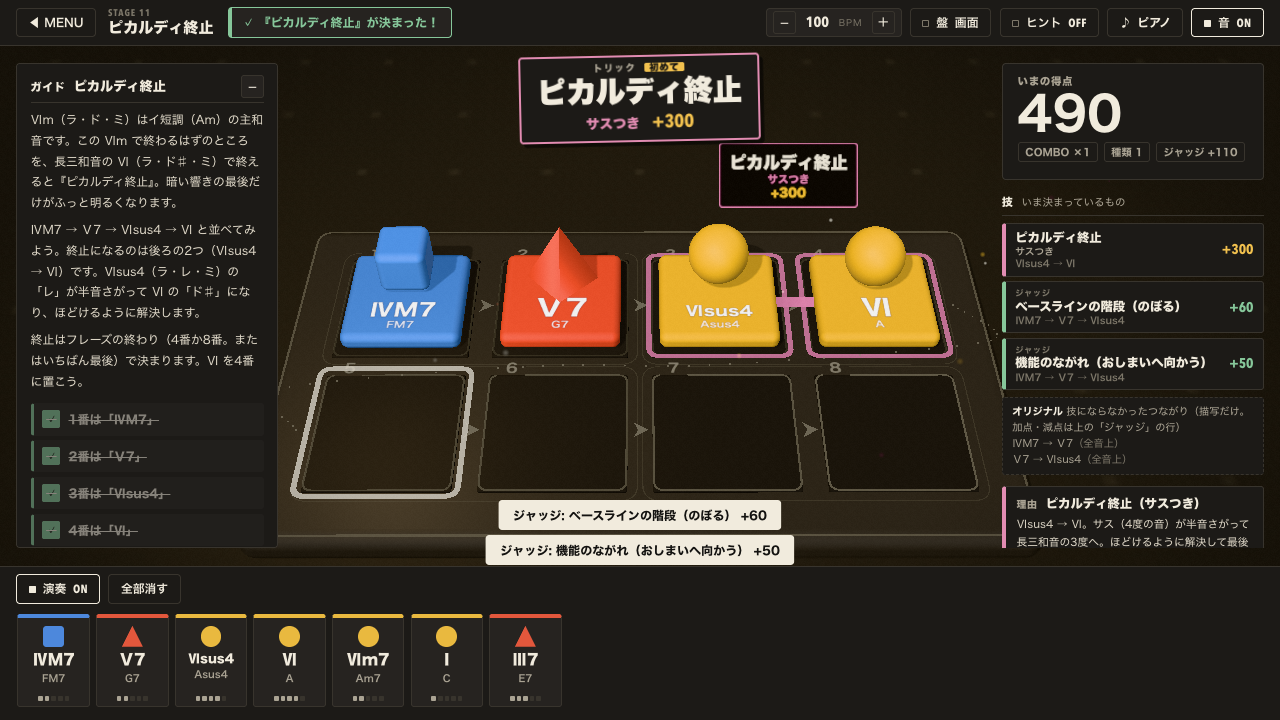 ◀ MENU
STAGE 11
ピカルディ終止
✓ 『ピカルディ終止』が決まった！
− 100 BPM +
盤 画面
ヒント OFF
♪ ピアノ
音 ON
ガイド ピカルディ終止
−
VIm（ラ・ド・ミ）はイ短調（Am）の主和
音です。この VIm で終わるはずのところ
を、長三和音の VI（ラ・ド♯・ミ）で終え
ると『ピカルディ終止』。暗い響きの最後だ
けがふっと明るくなります。
IVM7 → V7 → VIsus4 → VI と並べてみ
よう。終止になるのは後ろの2つ（VIsus4
→ VI）です。VIsus4（ラ・レ・ミ）の
「レ」が半音さがって VI の「ド♯」にな
り、ほどけるように解決します。
終止はフレーズの終わり（4番か8番。また
はいちばん最後）で決まります。VI を4番
に置こう。
✓ 1番は「IVM7」
✓ 2番は「V7」
✓ 3番は「VIsus4」
✓ 4番は「VI」
トリック 初めて
ピカルディ終止
サスつき +300
ピカルディ終止
サスつき
+300
IVM7
FM7
V7
G7
VIsus4
Asus4
VI
A
5
6
7
8
ジャッジ: ベースラインの階段（のぼる） +60
ジャッジ: 機能のながれ（おしまいへ向かう） +50
いまの得点
490
COMBO ×1
種類 1
ジャッジ +110
技 いま決まっているもの
ピカルディ終止
サスつき
VIsus4 → VI
+300
ジャッジ
ベースラインの階段（のぼる）
IVM7 → V7 → VIsus4
+60
ジャッジ
機能のながれ（おしまいへ向かう）
IVM7 → V7 → VIsus4
+50
オリジナル 技にならなかったつながり（描写だけ。
加点・減点は上の「ジャッジ」の行）
IVM7 → V7（全音上）
V7 → VIsus4（全音上）
理由 ピカルディ終止（サスつき）
VIsus4 → VI。サス（4度の音）が半音さがって
長三和音の3度へ。ほどけるように解決して最後
演奏 ON
全部消す
IVM7
FM7
V7
G7
VIsus4
Asus4
VI
A
VIm7
Am7
I
C
III7
E7